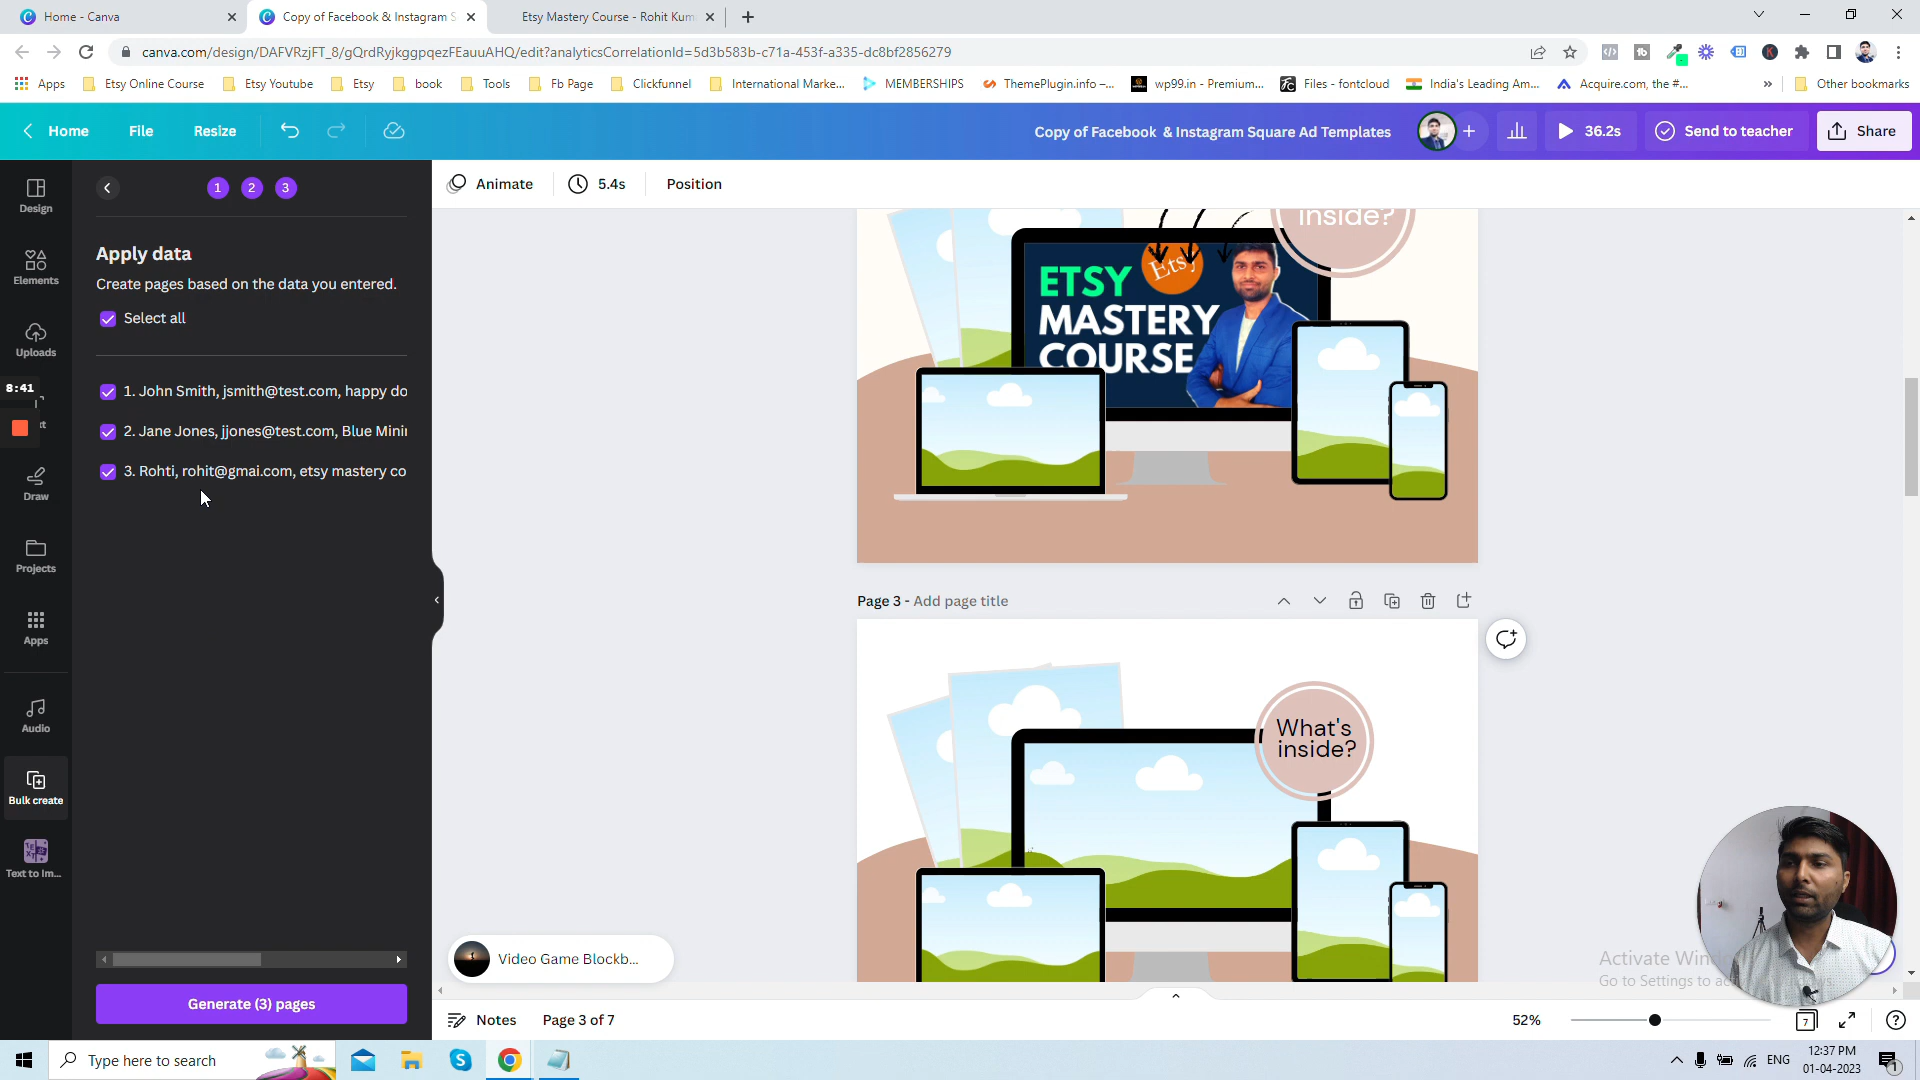 Home - Canva
Copy of Facebook & Instagram S
Etsy Mastery Course - Rohit Kum
canva.com/design/DAFVRzjFT_8/gQrdRyjkggpqezFEauuAHQ/edit?analyticsCorrelationId=5d3b583b-c71a-453f-a335-dc8bf2856279
Apps
Etsy Online Course
Etsy Youtube
Etsy
book
Tools
Fb Page
Clickfunnel
International Marke...
MEMBERSHIPS
ThemePlugin.info –...
wp99.in - Premium...
Files - fontcloud
India's Leading Am...
Acquire.com, the #...
Other bookmarks
Home
File
Resize
Copy of Facebook & Instagram Square Ad Templates
36.2s
Send to teacher
Share
Design
Elements
Uploads
8:41
Draw
Projects
Apps
Audio
Bulk create
Text to Im...
1 2 3
Apply data
Create pages based on the data you entered.
Select all
1. John Smith, jsmith@test.com, happy do
2. Jane Jones, jjones@test.com, Blue Minin
3. Rohti, rohit@gmai.com, etsy mastery co
Generate (3) pages
Animate
5.4s
Position
inside?
Etsy
ETSY
MASTERY
COURSE
Page 3 - Add page title
What's
inside?
Video Game Blockb...
Activate Win
Go to Settings to a
Notes
Page 3 of 7
52%
7
Type here to search
ENG
12:37 PM
01-04-2023
1